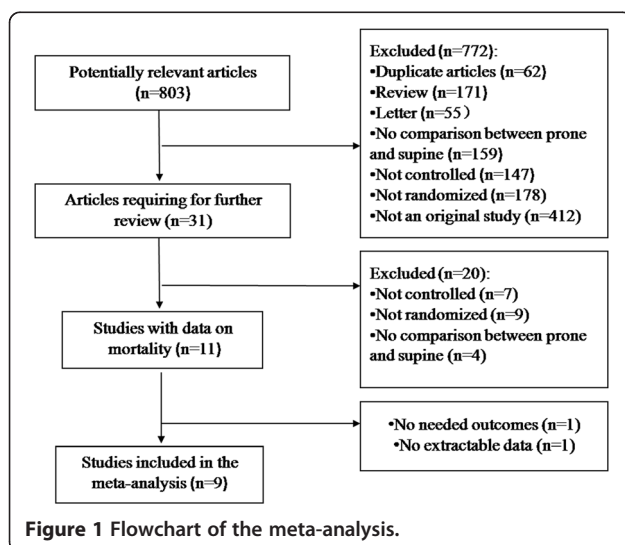 Potentially relevant articles
(n=803)
Excluded (n=772):
•Duplicate articles (n=62)
•Review (n=171)
•Letter (n=55）
•No comparison between prone
and supine (n=159)
•Not controlled (n=147)
•Not randomized (n=178)
•Not an original study (n=412)
Articles requiring for further
review (n=31)
Excluded (n=20):
•Not controlled (n=7)
•Not randomized (n=9)
•No comparison between prone
and supine (n=4)
Studies with data on
mortality (n=11)
•No needed outcomes (n=1)
•No extractable data (n=1)
Studies included in the
meta-analysis (n=9)
Figure 1 Flowchart of the meta-analysis.